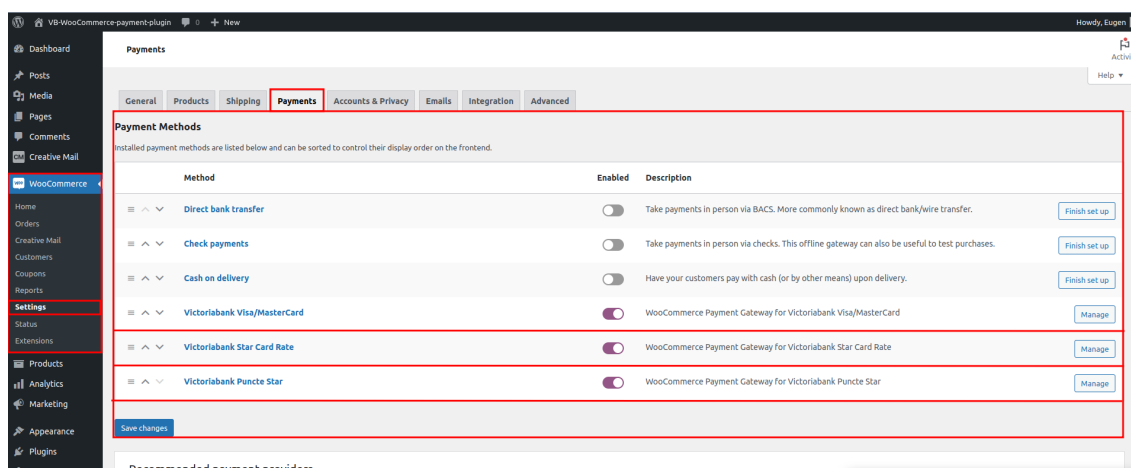 VB-WooCommerce-payment-plugin 0 + New Howdy, Eugen
Dashboard
Posts
Media
Pages
Comments
CM Creative Mail
WooCommerce
Home
Orders
Creative Mail
Customers
Coupons
Reports
Settings
Status
Extensions
Products
Analytics
Marketing
Appearance
Plugins
Payments
Help
General Products Shipping Payments Accounts & Privacy Emails Integration Advanced
Payment Methods
Installed payment methods are listed below and can be sorted to control their display order on the frontend.
Method Enabled Description
Direct bank transfer Take payments in person via BACS. More commonly known as direct bank/wire transfer. Finish set up
Check payments Take payments in person via checks. This offline gateway can also be useful to test purchases. Finish set up
Cash on delivery Have your customers pay with cash (or by other means) upon delivery. Finish set up
Victoriabank Visa/MasterCard WooCommerce Payment Gateway for Victoriabank Visa/MasterCard Manage
Victoriabank Star Card Rate WooCommerce Payment Gateway for Victoriabank Star Card Rate Manage
Victoriabank Puncte Star WooCommerce Payment Gateway for Victoriabank Puncte Star Manage
Save changes
Recommended payment providers